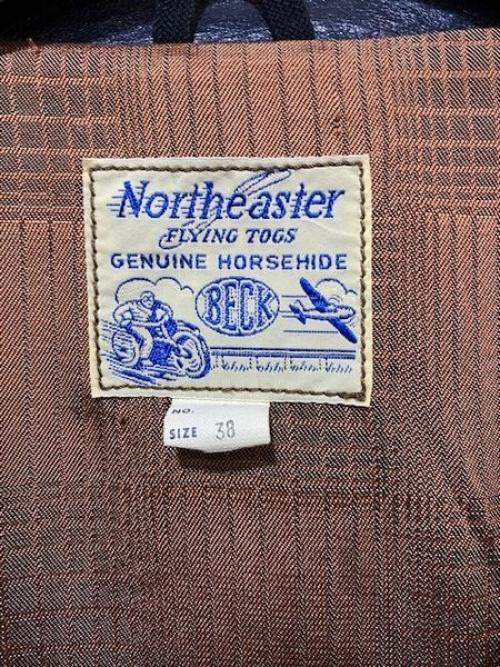 Northeaster
FLYING TOGS
GENUINE HORSEHIDE
BECK
NO.
SIZE 38